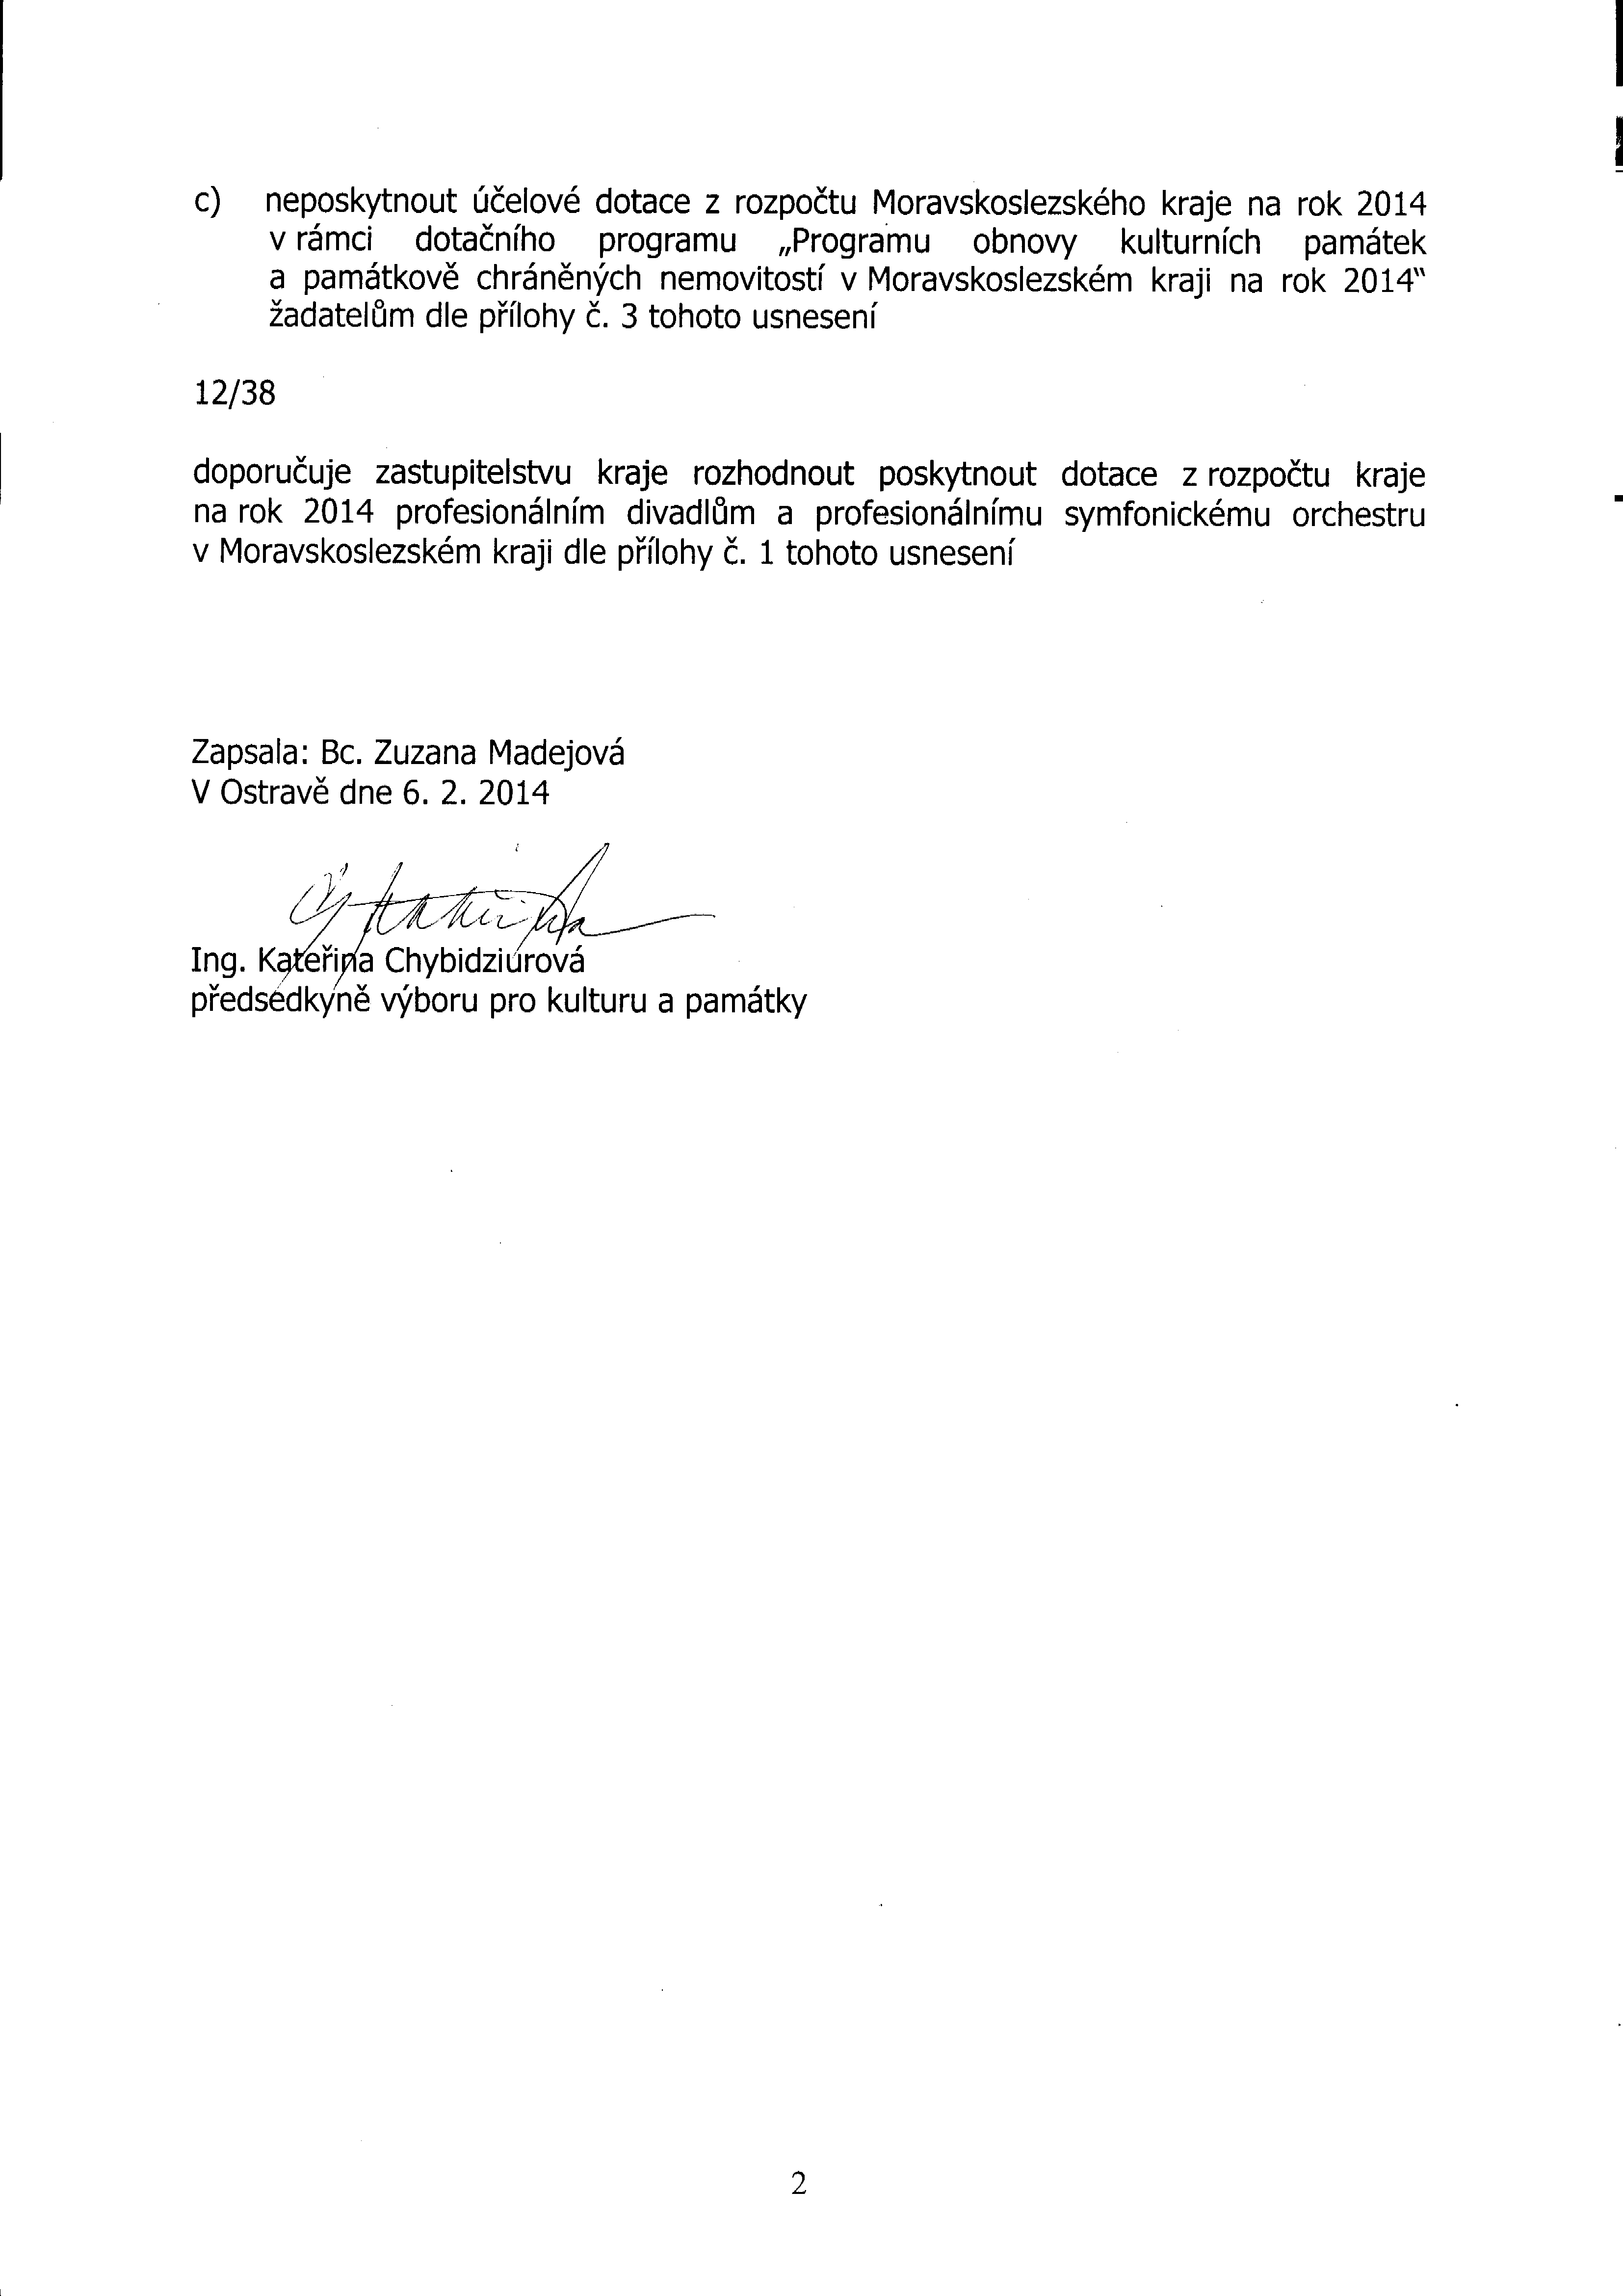 c) neposkytnout účelové dotace z rozpočtu Moravskoslezského kraje na rok 2014
v rámci dotačního programu „Programu obnovy kulturních památek
a památkově chráněných nemovitostí v Moravskoslezském kraji na rok 2014“
žadatelům dle přílohy č. 3 tohoto usnesení
12/38
doporučuje zastupitelstvu kraje rozhodnout poskytnout dotace z rozpočtu kraje
na rok 2014 profesionálním divadlům a profesionálnímu symfonickému orchestru
v Moravskoslezském kraji dle přílohy č. 1 tohoto usnesení
Zapsala: Bc. Zuzana Madejová
V Ostravě dne 6. 2. 2014
Ing. Kateřina Chybidziurová
předsedkyně výboru pro kulturu a památky
2